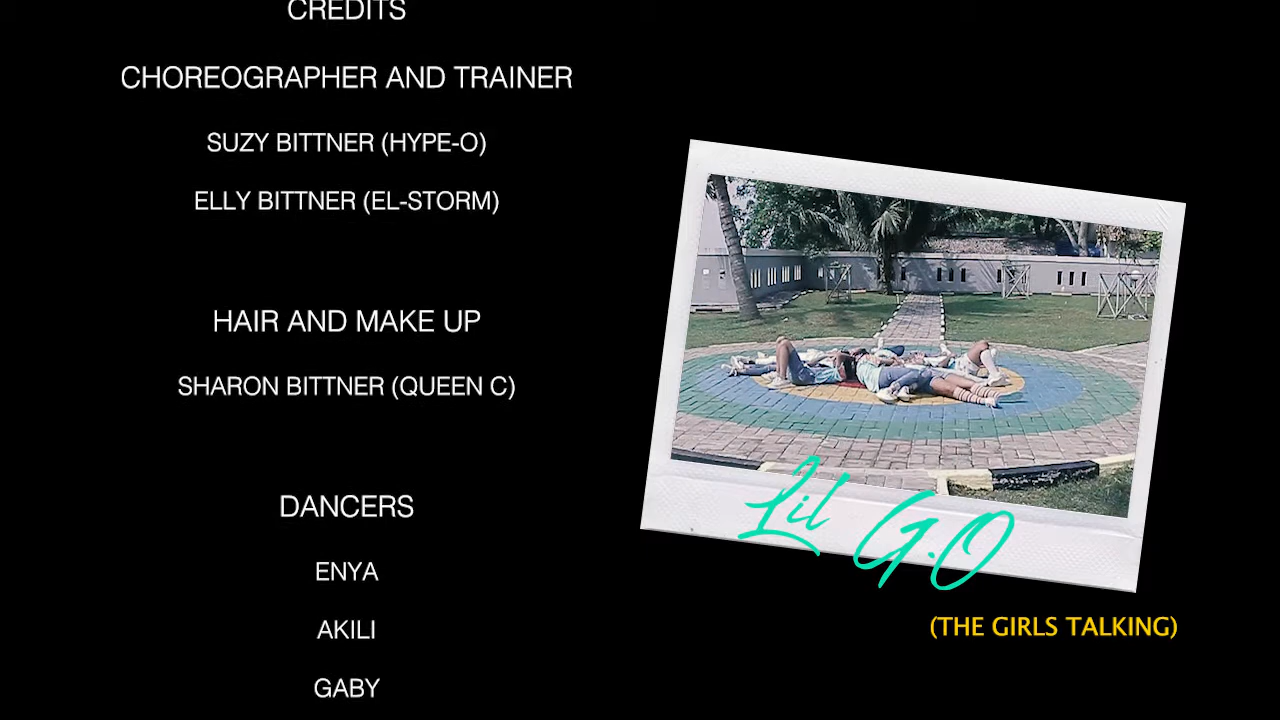 CREDITS
CHOREOGRAPHER AND TRAINER
SUZY BITTNER (HYPE-O)
ELLY BITTNER (EL-STORM)
HAIR AND MAKE UP
SHARON BITTNER (QUEEN C)
DANCERS
ENYA
AKILI
GABY
Lil G.O
(THE GIRLS TALKING)